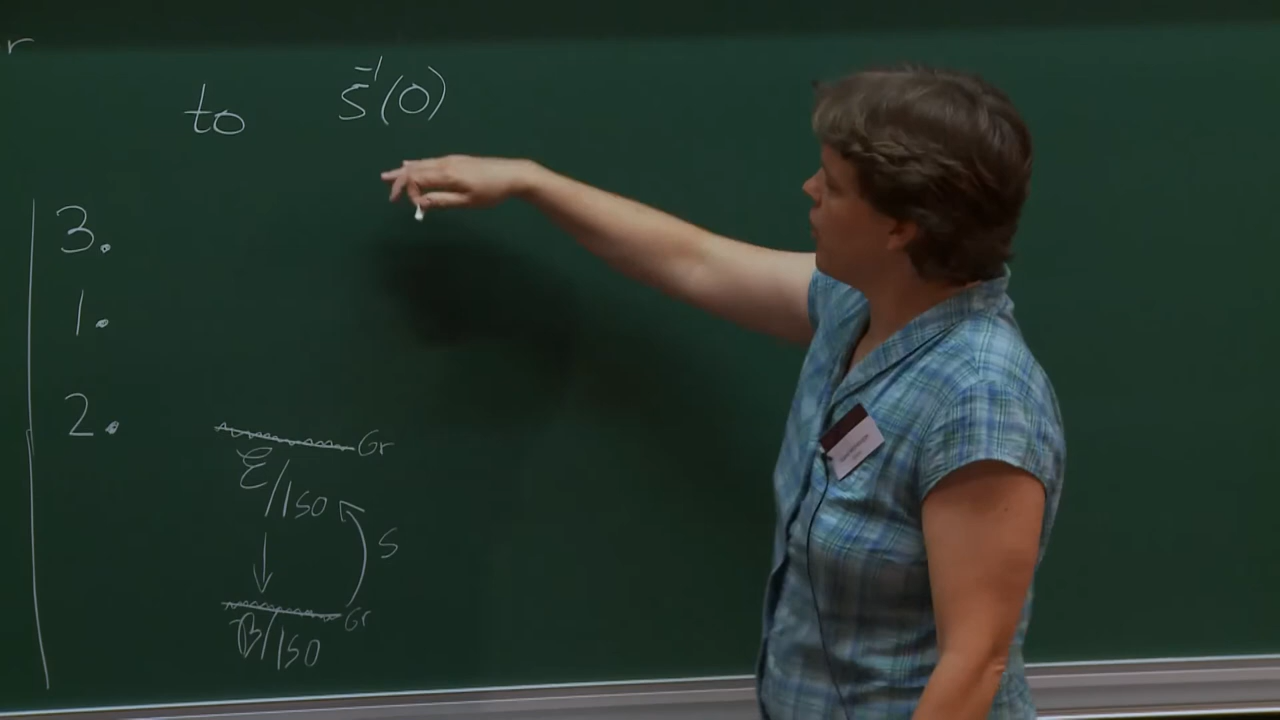 r
to s⁻¹(0)
3.
1.
2.
Gr
ℰ/Iso
s
Gr
ℬ/Iso